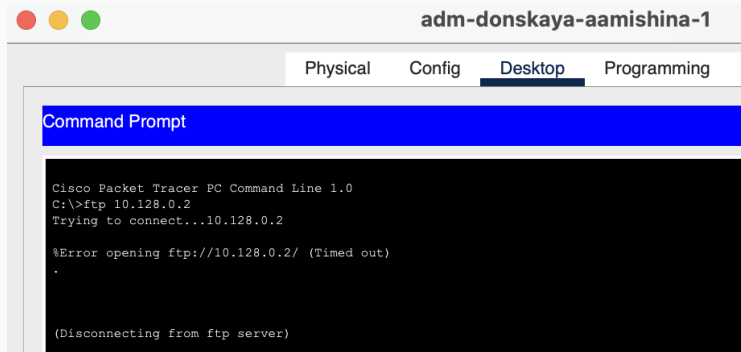 adm-donskaya-aamishina-1
Physical Config Desktop Programming
Command Prompt
Cisco Packet Tracer PC Command Line 1.0
C:\>ftp 10.128.0.2
Trying to connect...10.128.0.2
%Error opening ftp://10.128.0.2/ (Timed out)
.
(Disconnecting from ftp server)